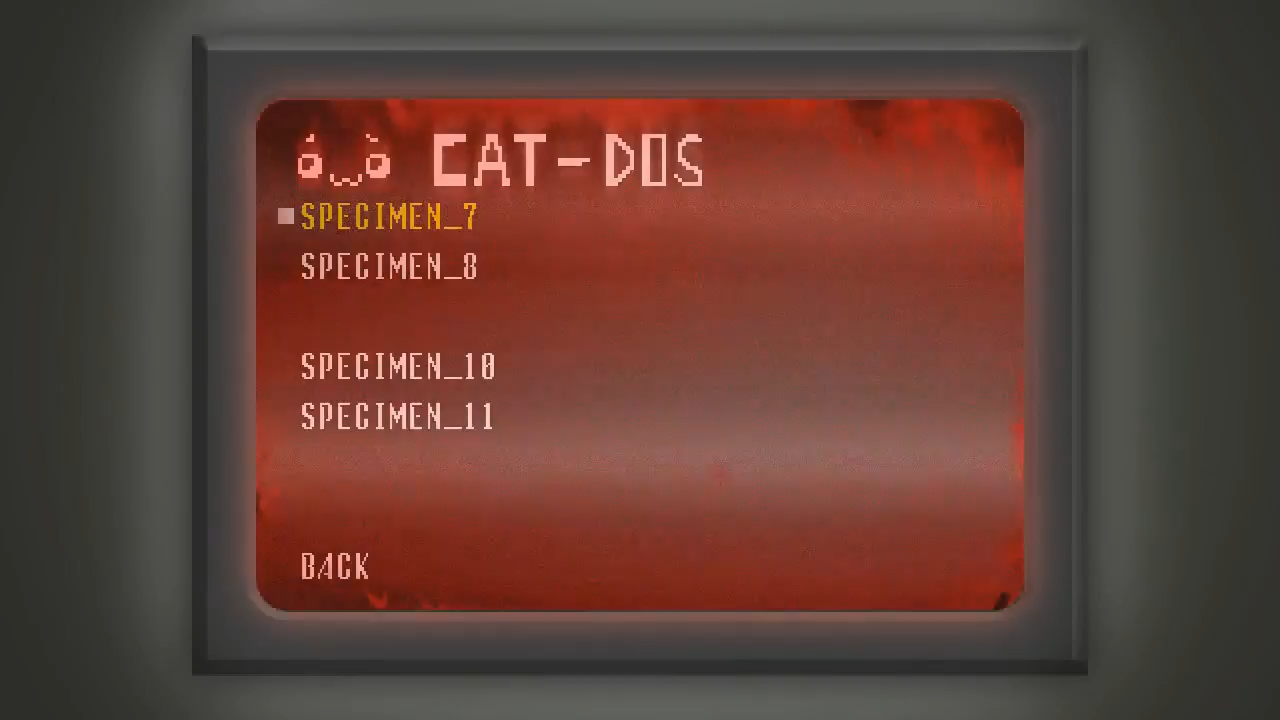 CAT-DOS
SPECIMEN_7
SPECIMEN_8
SPECIMEN_10
SPECIMEN_11
BACK